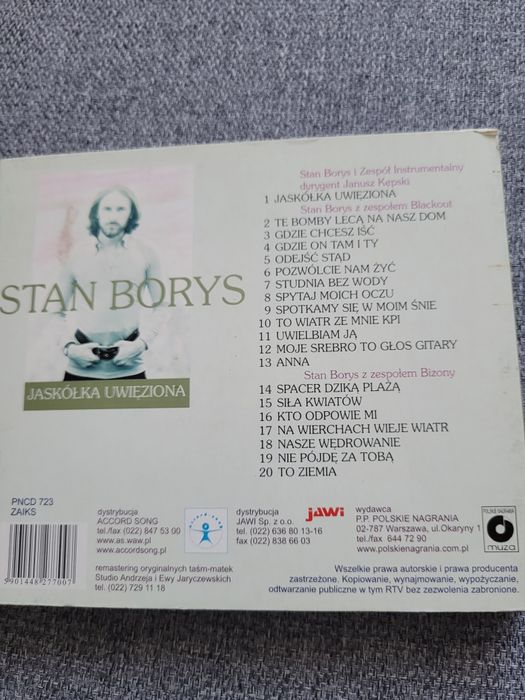 STAN BORYS
JASKÓŁKA UWIĘZIONA
Stan Borys i Zespół Instrumentalny
dyrygent Janusz Kępski
1 JASKÓŁKA UWIĘZIONA
Stan Borys z zespołem Blackout
2 TE BOMBY LECĄ NA NASZ DOM
3 GDZIE CHCESZ IŚĆ
4 GDZIE ON TAM I TY
5 ODEJŚĆ STĄD
6 POZWÓLCIE NAM ŻYĆ
7 STUDNIA BEZ WODY
8 SPYTAJ MOICH OCZU
9 SPOTKAMY SIĘ W MOIM ŚNIE
10 TO WIATR ZE MNIE KPI
11 UWIELBIAM JĄ
12 MOJE SREBRO TO GŁOS GITARY
13 ANNA
Stan Borys z zespołem Bizony
14 SPACER DZIKĄ PLAŻĄ
15 SIŁA KWIATÓW
16 KTO ODPOWIE MI
17 NA WIERCHACH WIEJE WIATR
18 NASZE WĘDROWANIE
19 NIE PÓJDĘ ZA TOBĄ
20 TO ZIEMIA
PNCD 723
ZAIKS
9901448277007
dystrybucja
ACCORD SONG
tel./fax (022) 847 53 00
www.as.waw.pl
www.accordsong.pl
remastering oryginalnych taśm-matek
Studio Andrzeja i Ewy Jaryczewskich
tel. (022) 729 11 18
dystrybucja
JAWI Sp. z o.o.
tel. (022) 636 80 13-16
fax (022) 838 66 03
JAWI
wydawca
P.P. POLSKIE NAGRANIA
02-787 Warszawa, ul.Okaryny 1
tel./fax 644 72 90
www.polskienagrania.com.pl
POLSKIE NAGRANIA
muza
Wszelkie prawa autorskie i prawa producenta
zastrzeżone. Kopiowanie, wynajmowanie, wypożyczanie,
odtwarzanie publiczne w tym RTV bez zezwolenia zabronione.